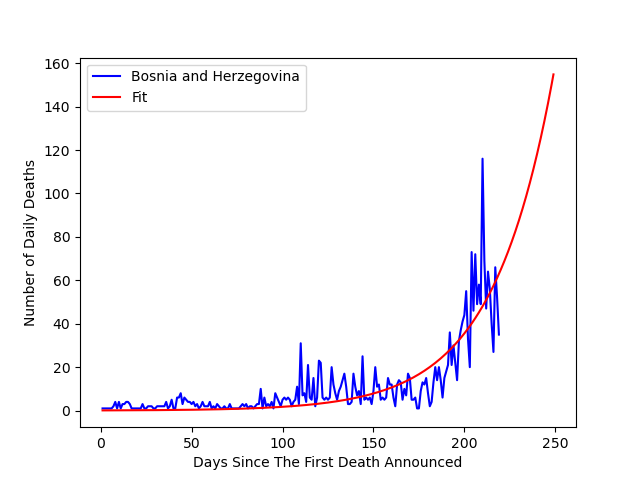 160
140
120
100
80
60
40
20
0
Number of Daily Deaths
Bosnia and Herzegovina
Fit
0 50 100 150 200 250
Days Since The First Death Announced